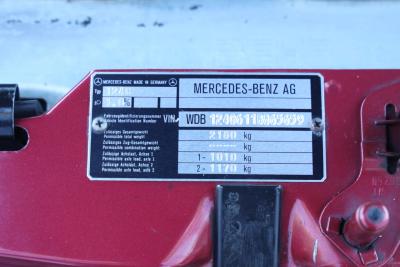 MERCEDES-BENZ MADE IN GERMANY
Typ 124C
MERCEDES-BENZ AG
Fahrzeugidentifizierungsnummer
Vehicle Identification Number
VIN WDB
Zulässiges Gesamtgewicht
Permissible total weight
2180 kg
Zulässiges Zug-Gesamtgewicht
Permissible combination weight
kg
Zulässige Achslast, Achse 1
Permissible axle load, axle 1
1- 1010 kg
Zulässige Achslast, Achse 2
Permissible axle load, axle 2
2- 1170 kg